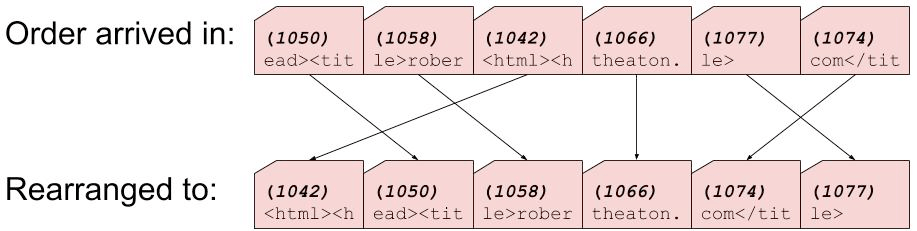 Order arrived in:
(1050) (1058) (1042) (1066) (1077) (1074)
ead><tit le>rober <html><h theaton. le> com</tit
Rearranged to:
(1042) (1050) (1058) (1066) (1074) (1077)
<html><h ead><tit le>rober theaton. com</tit le>